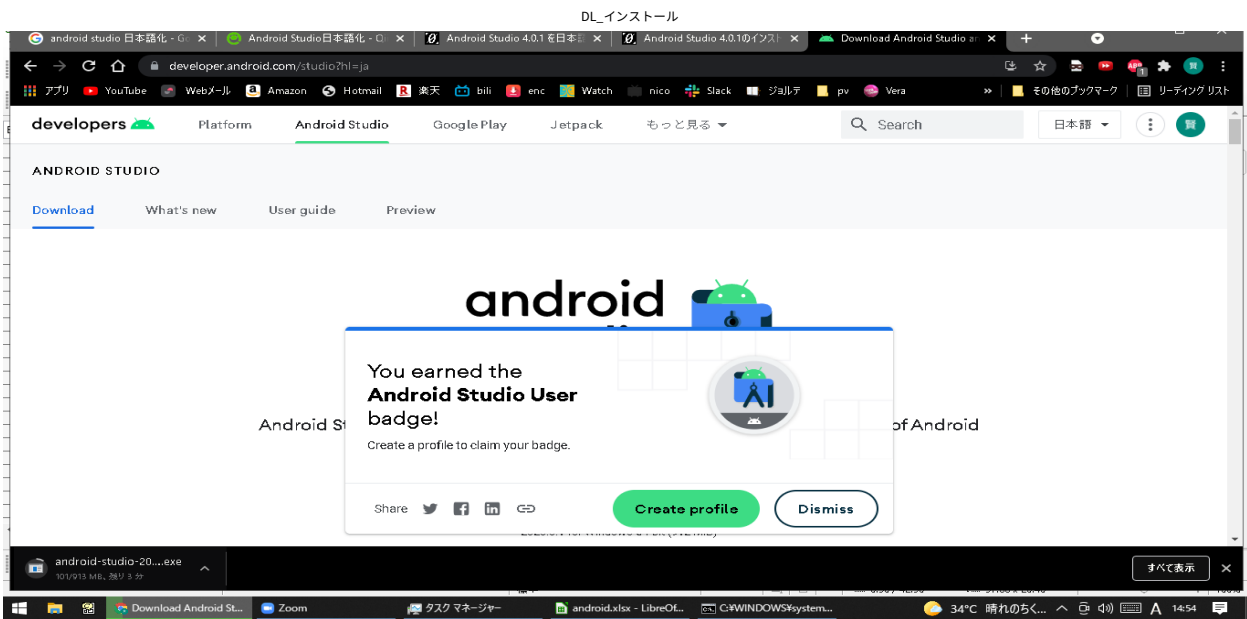 DL_インストール
android studio 日本語化 - G
Android Studio日本語化 - Q
Android Studio 4.0.1 を日本
Android Studio 4.0.1のインス
Download Android Studio an
developer.android.com/studio?hl=ja
アプリ YouTube Webメール Amazon Hotmail 楽天 bili enc Watch nico Slack ジョルテ pv Vera » その他のブックマーク リーディング リスト
developers Platform Android Studio Google Play Jetpack もっと見る Search 日本語 賢
ANDROID STUDIO
Download What's new User guide Preview
android
You earned the
Android Studio User
badge!
Android St of Android
Create a profile to claim your badge.
Share Create profile Dismiss
android-studio-20....exe
101/913 MB、残り 3 分
すべて表示
Download Android St... Zoom タスク マネージャー android.xlsx - LibreOf... C:¥WINDOWS¥system... 34°C 晴れのちく... A 14:54